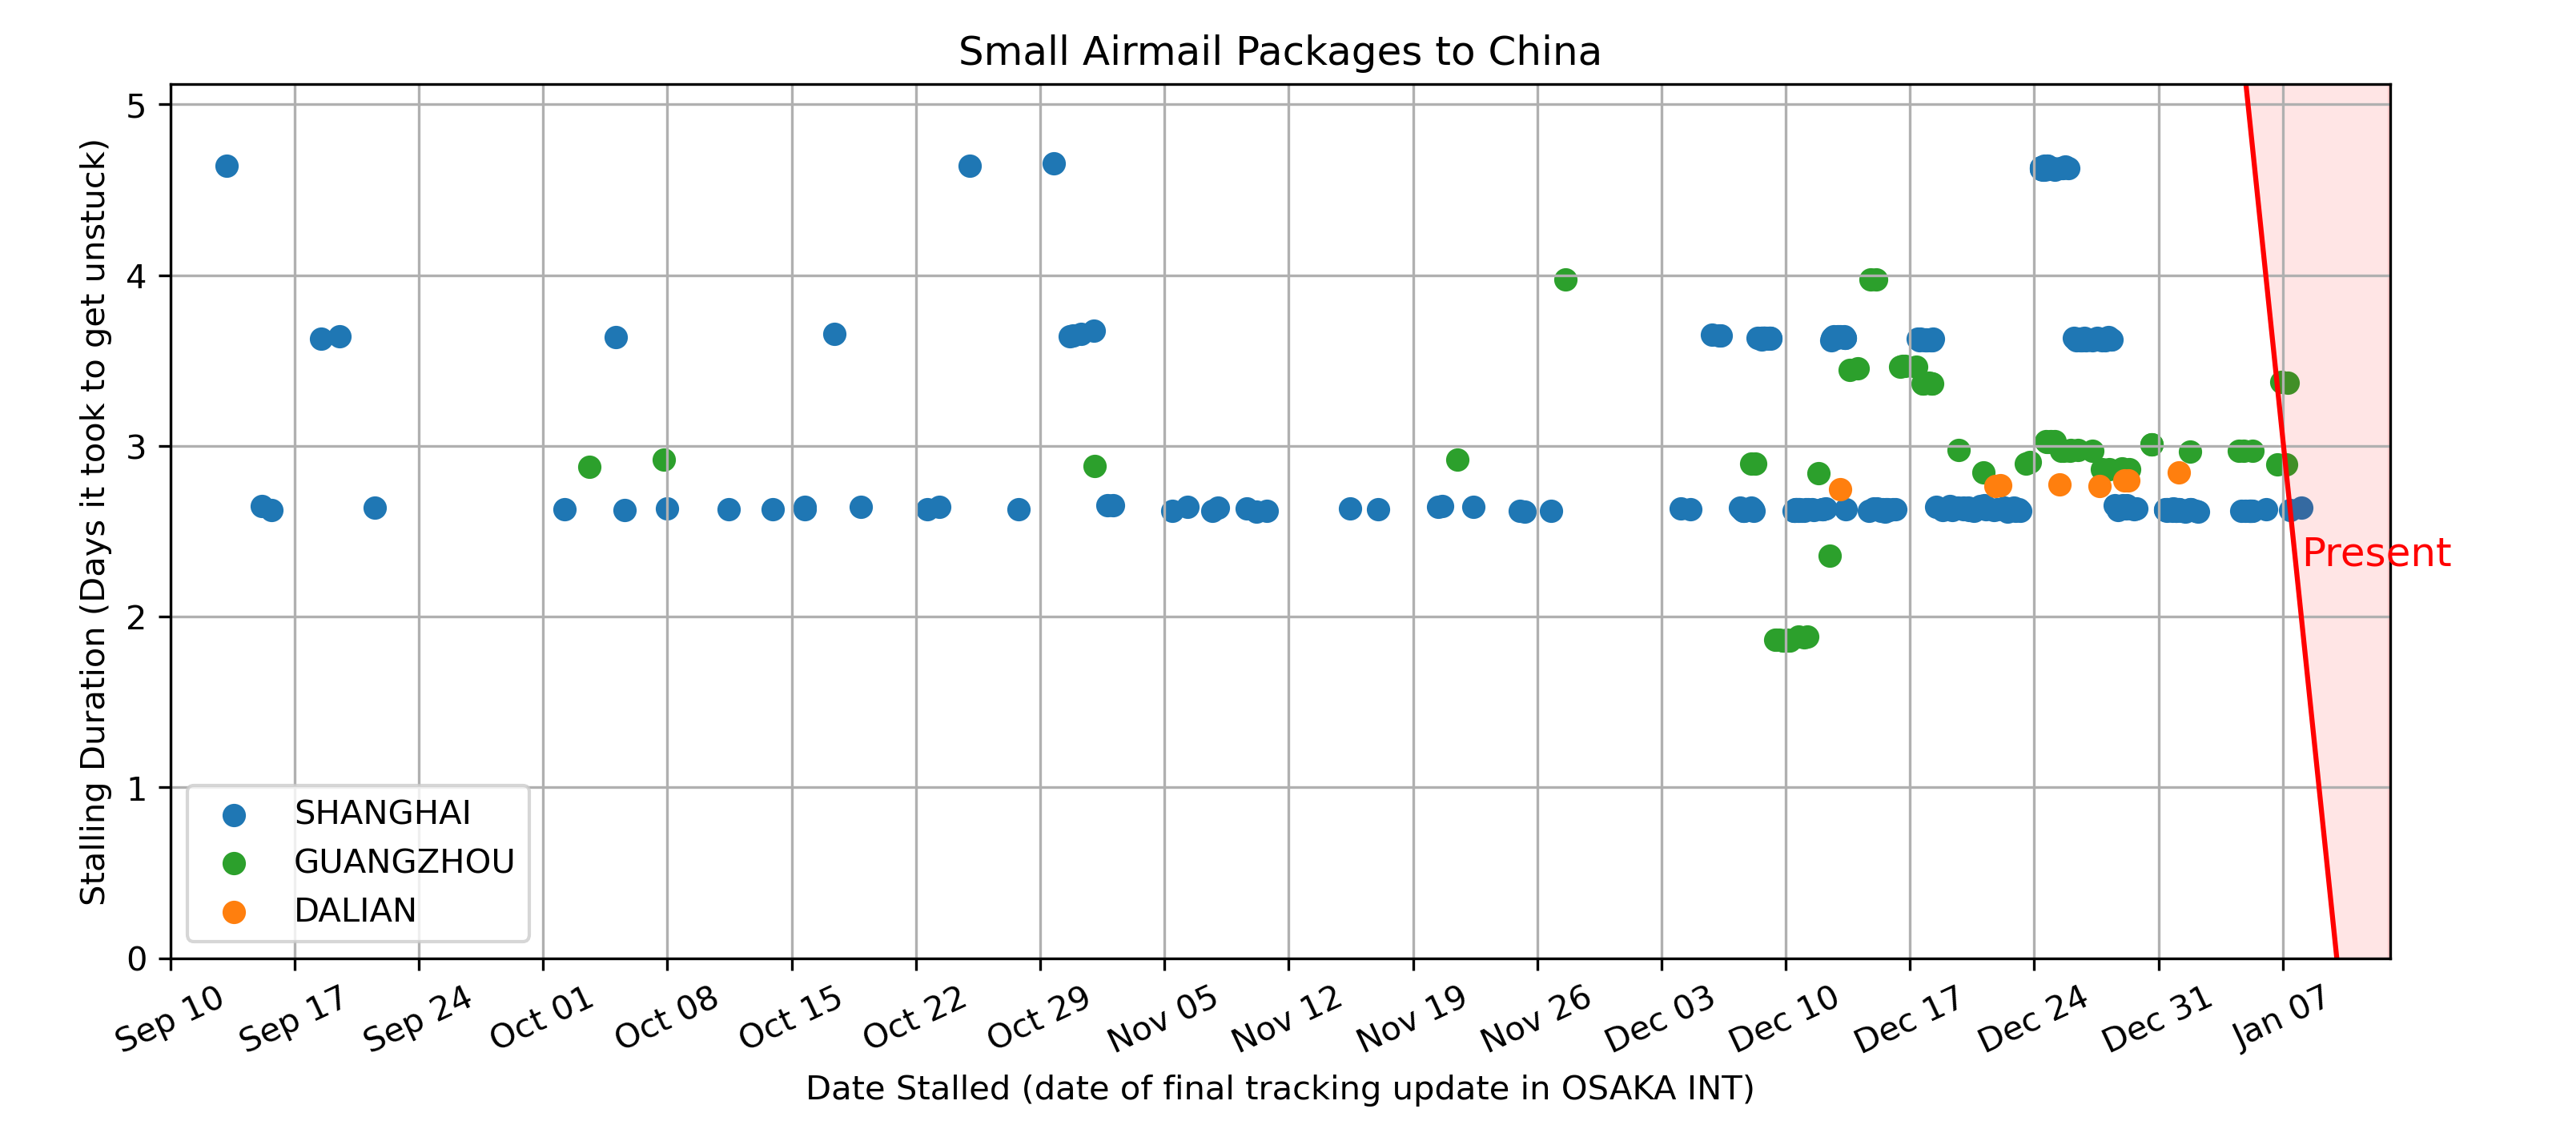 Small Airmail Packages to China
Stalling Duration (Days it took to get unstuck)
5
4
3
2
1
0
Present
SHANGHAI
GUANGZHOU
DALIAN
Sep 10
Sep 17
Sep 24
Oct 01
Oct 08
Oct 15
Oct 22
Oct 29
Nov 05
Nov 12
Nov 19
Nov 26
Dec 03
Dec 10
Dec 17
Dec 24
Dec 31
Jan 07
Date Stalled (date of final tracking update in OSAKA INT)